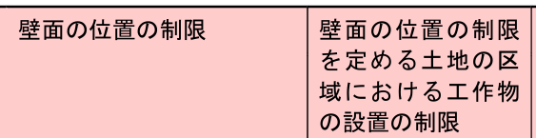 壁面の位置の制限
壁面の位置の制限
を定める土地の区
域における工作物
の設置の制限